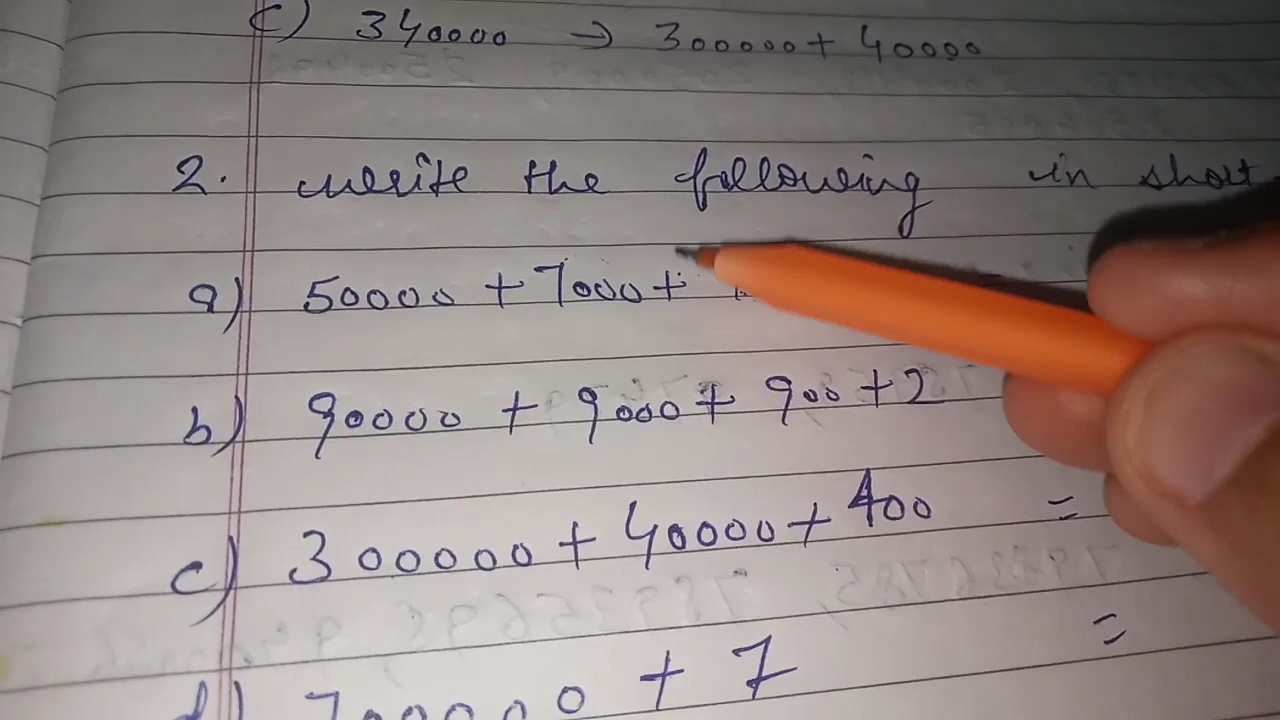 c) 340000 → 300000 + 40000
2. write the following in short
a) 50000 + 7000 +
b) 90000 + 9000 + 900 + 2
c) 300000 + 40000 + 400 =
d) 700000 + 7 =